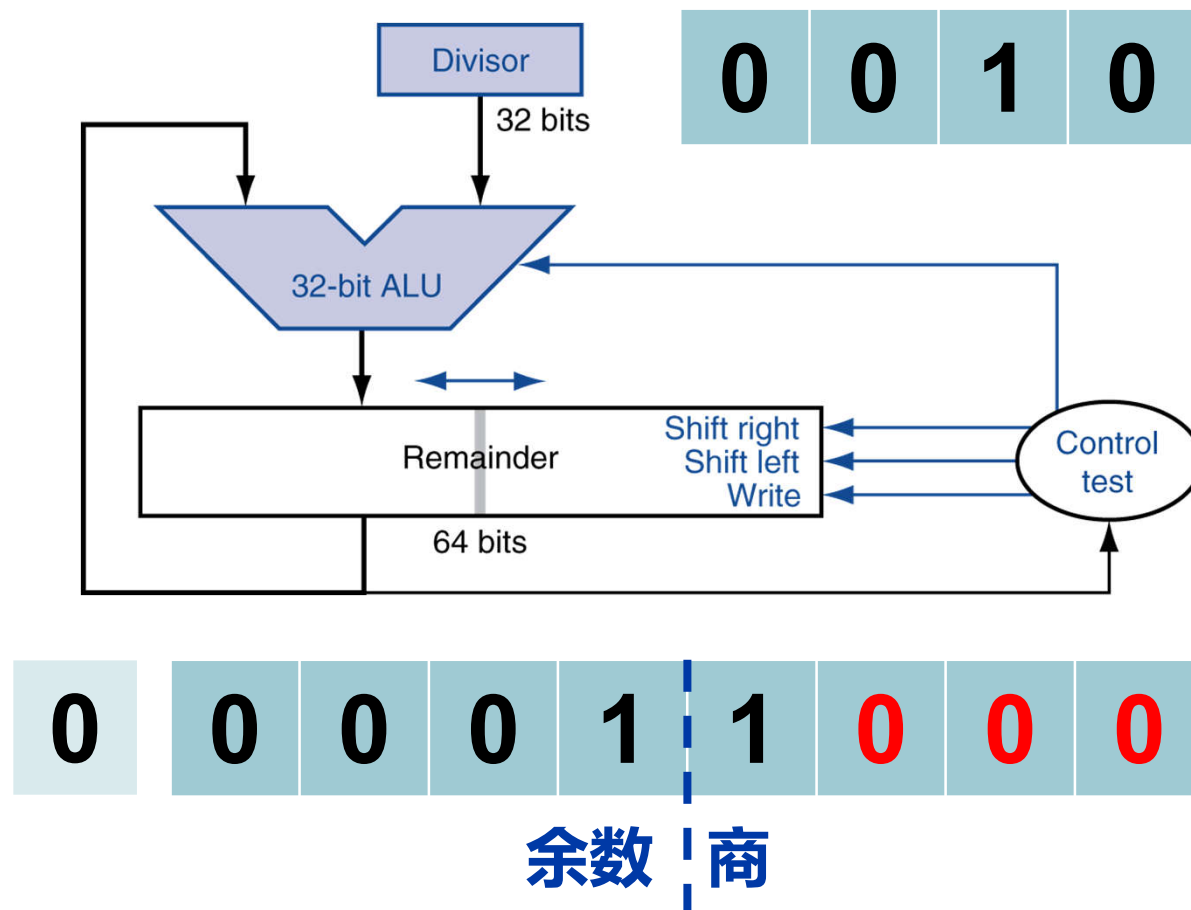 Divisor
0 0 1 0
32 bits
32-bit ALU
Remainder
Shift right
Shift left
Write
Control
test
64 bits
0 0 0 0 1 1 0 0 0
余数 商